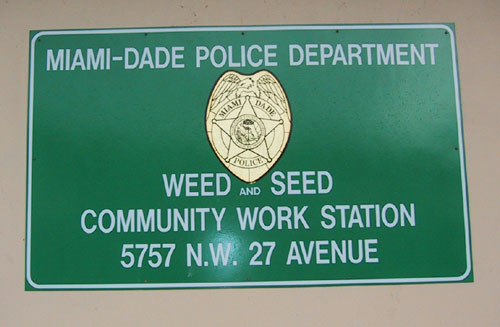 MIAMI-DADE POLICE DEPARTMENT
MIAMI DADE
POLICE
WEED AND SEED
COMMUNITY WORK STATION
5757 N.W. 27 AVENUE